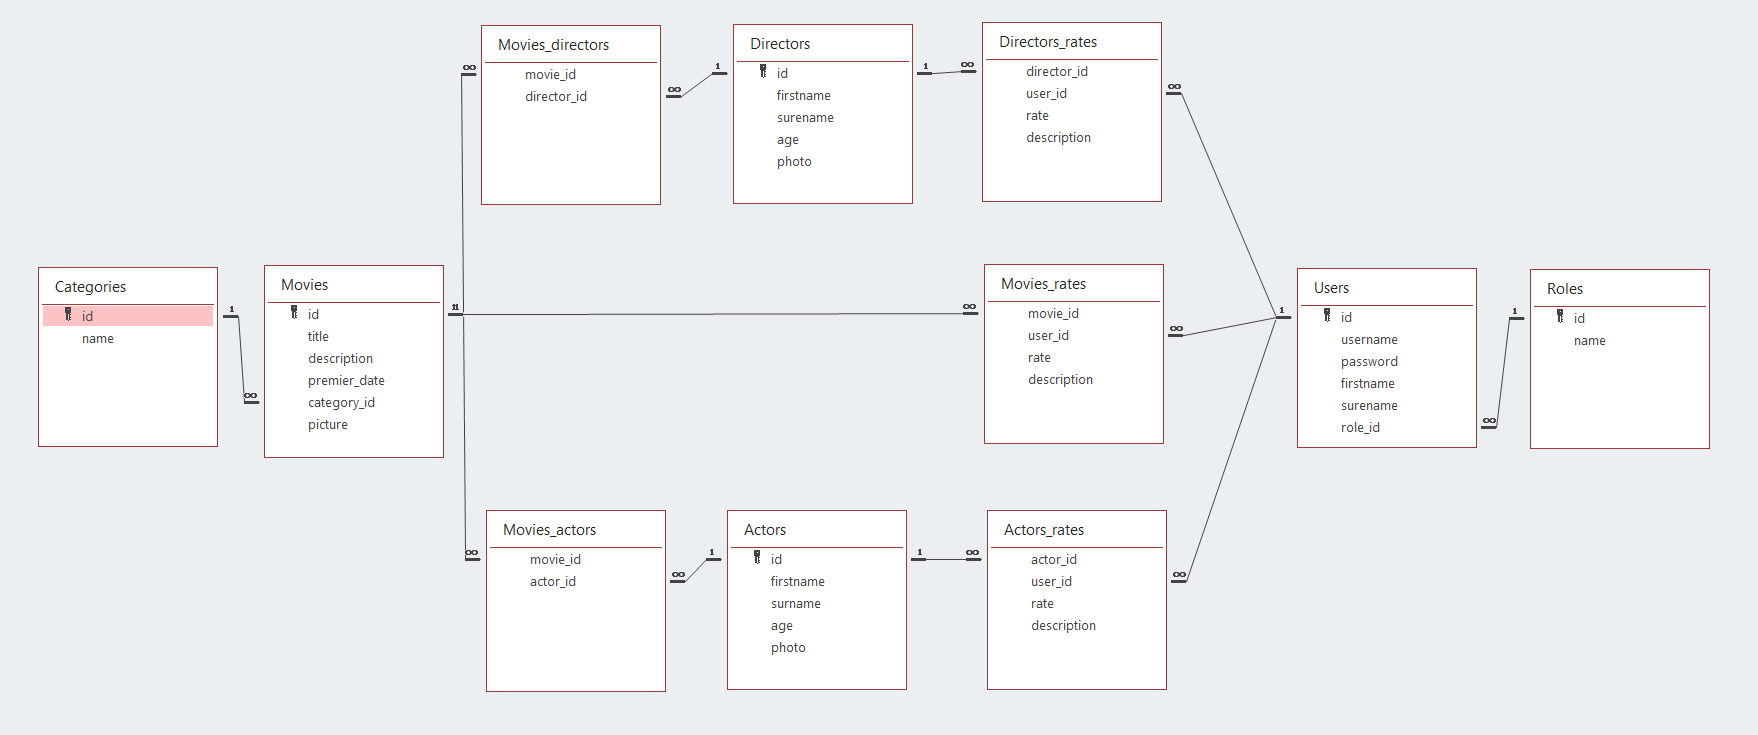 Movies_directors
movie_id
director_id
Directors
id
firstname
surename
age
photo
Directors_rates
director_id
user_id
rate
description
Categories
id
name
Movies
id
title
description
premier_date
category_id
picture
Movies_rates
movie_id
user_id
rate
description
Users
id
username
password
firstname
surename
role_id
Roles
id
name
Movies_actors
movie_id
actor_id
Actors
id
firstname
surname
age
photo
Actors_rates
actor_id
user_id
rate
description
∞
∞
1
1
∞
∞
1
∞
11
∞
∞
1
∞
1
∞
∞
1
1
∞
∞